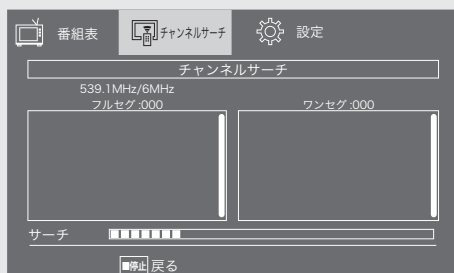 番組表 チャンネルサーチ 設定
チャンネルサーチ
539.1MHz/6MHz
フルセグ:000 ワンセグ:000
サーチ
■停止 戻る